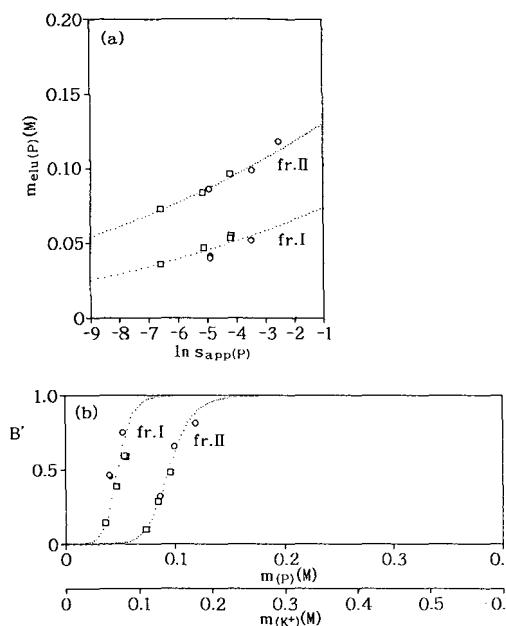 (a)
0.20
0.15
0.10
0.05
0
m_elu(P)(M)
fr.II
fr.I
-9 -8 -7 -6 -5 -4 -3 -2 -1
ln s_app(P)
(b)
1.0
0.5
0
B'
fr.I
fr.II
0 0.1 0.2 0.3 0.
m_(P)(M)
0 0.1 0.2 0.3 0.4 0.5 0.
m_(K+)(M)